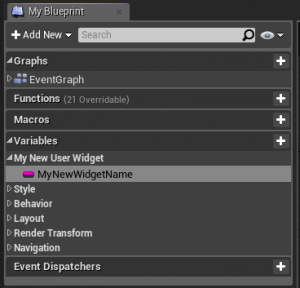 My Blueprint
Add New Search
Graphs
EventGraph
Functions (21 Overridable)
Macros
Variables
My New User Widget
MyNewWidgetName
Style
Behavior
Layout
Render Transform
Navigation
Event Dispatchers